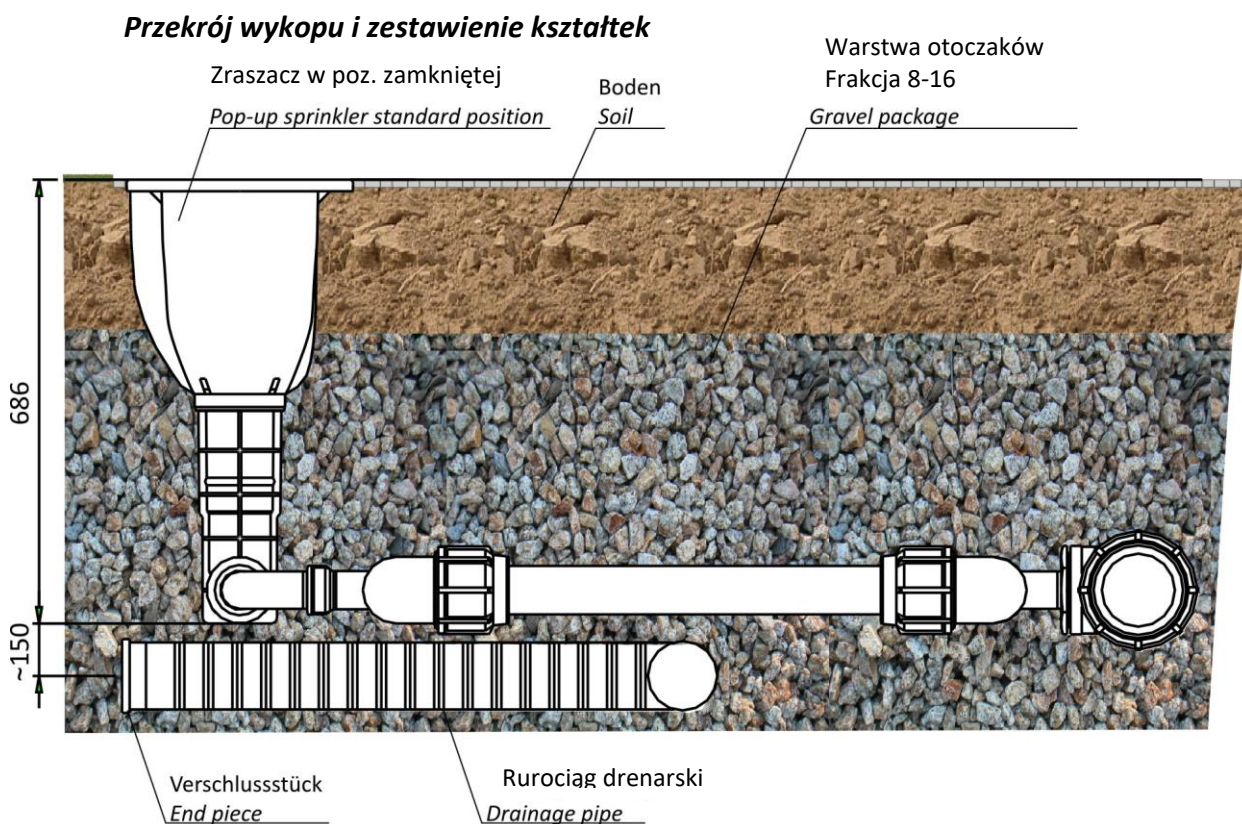 Przekrój wykopu i zestawienie kształtek
Zraszacz w poz. zamkniętej
Pop-up sprinkler standard position
Boden
Soil
Warstwa otoczaków
Frakcja 8-16
Gravel package
686
~150
Verschlussstück
End piece
Rurociąg drenarski
Drainage pipe